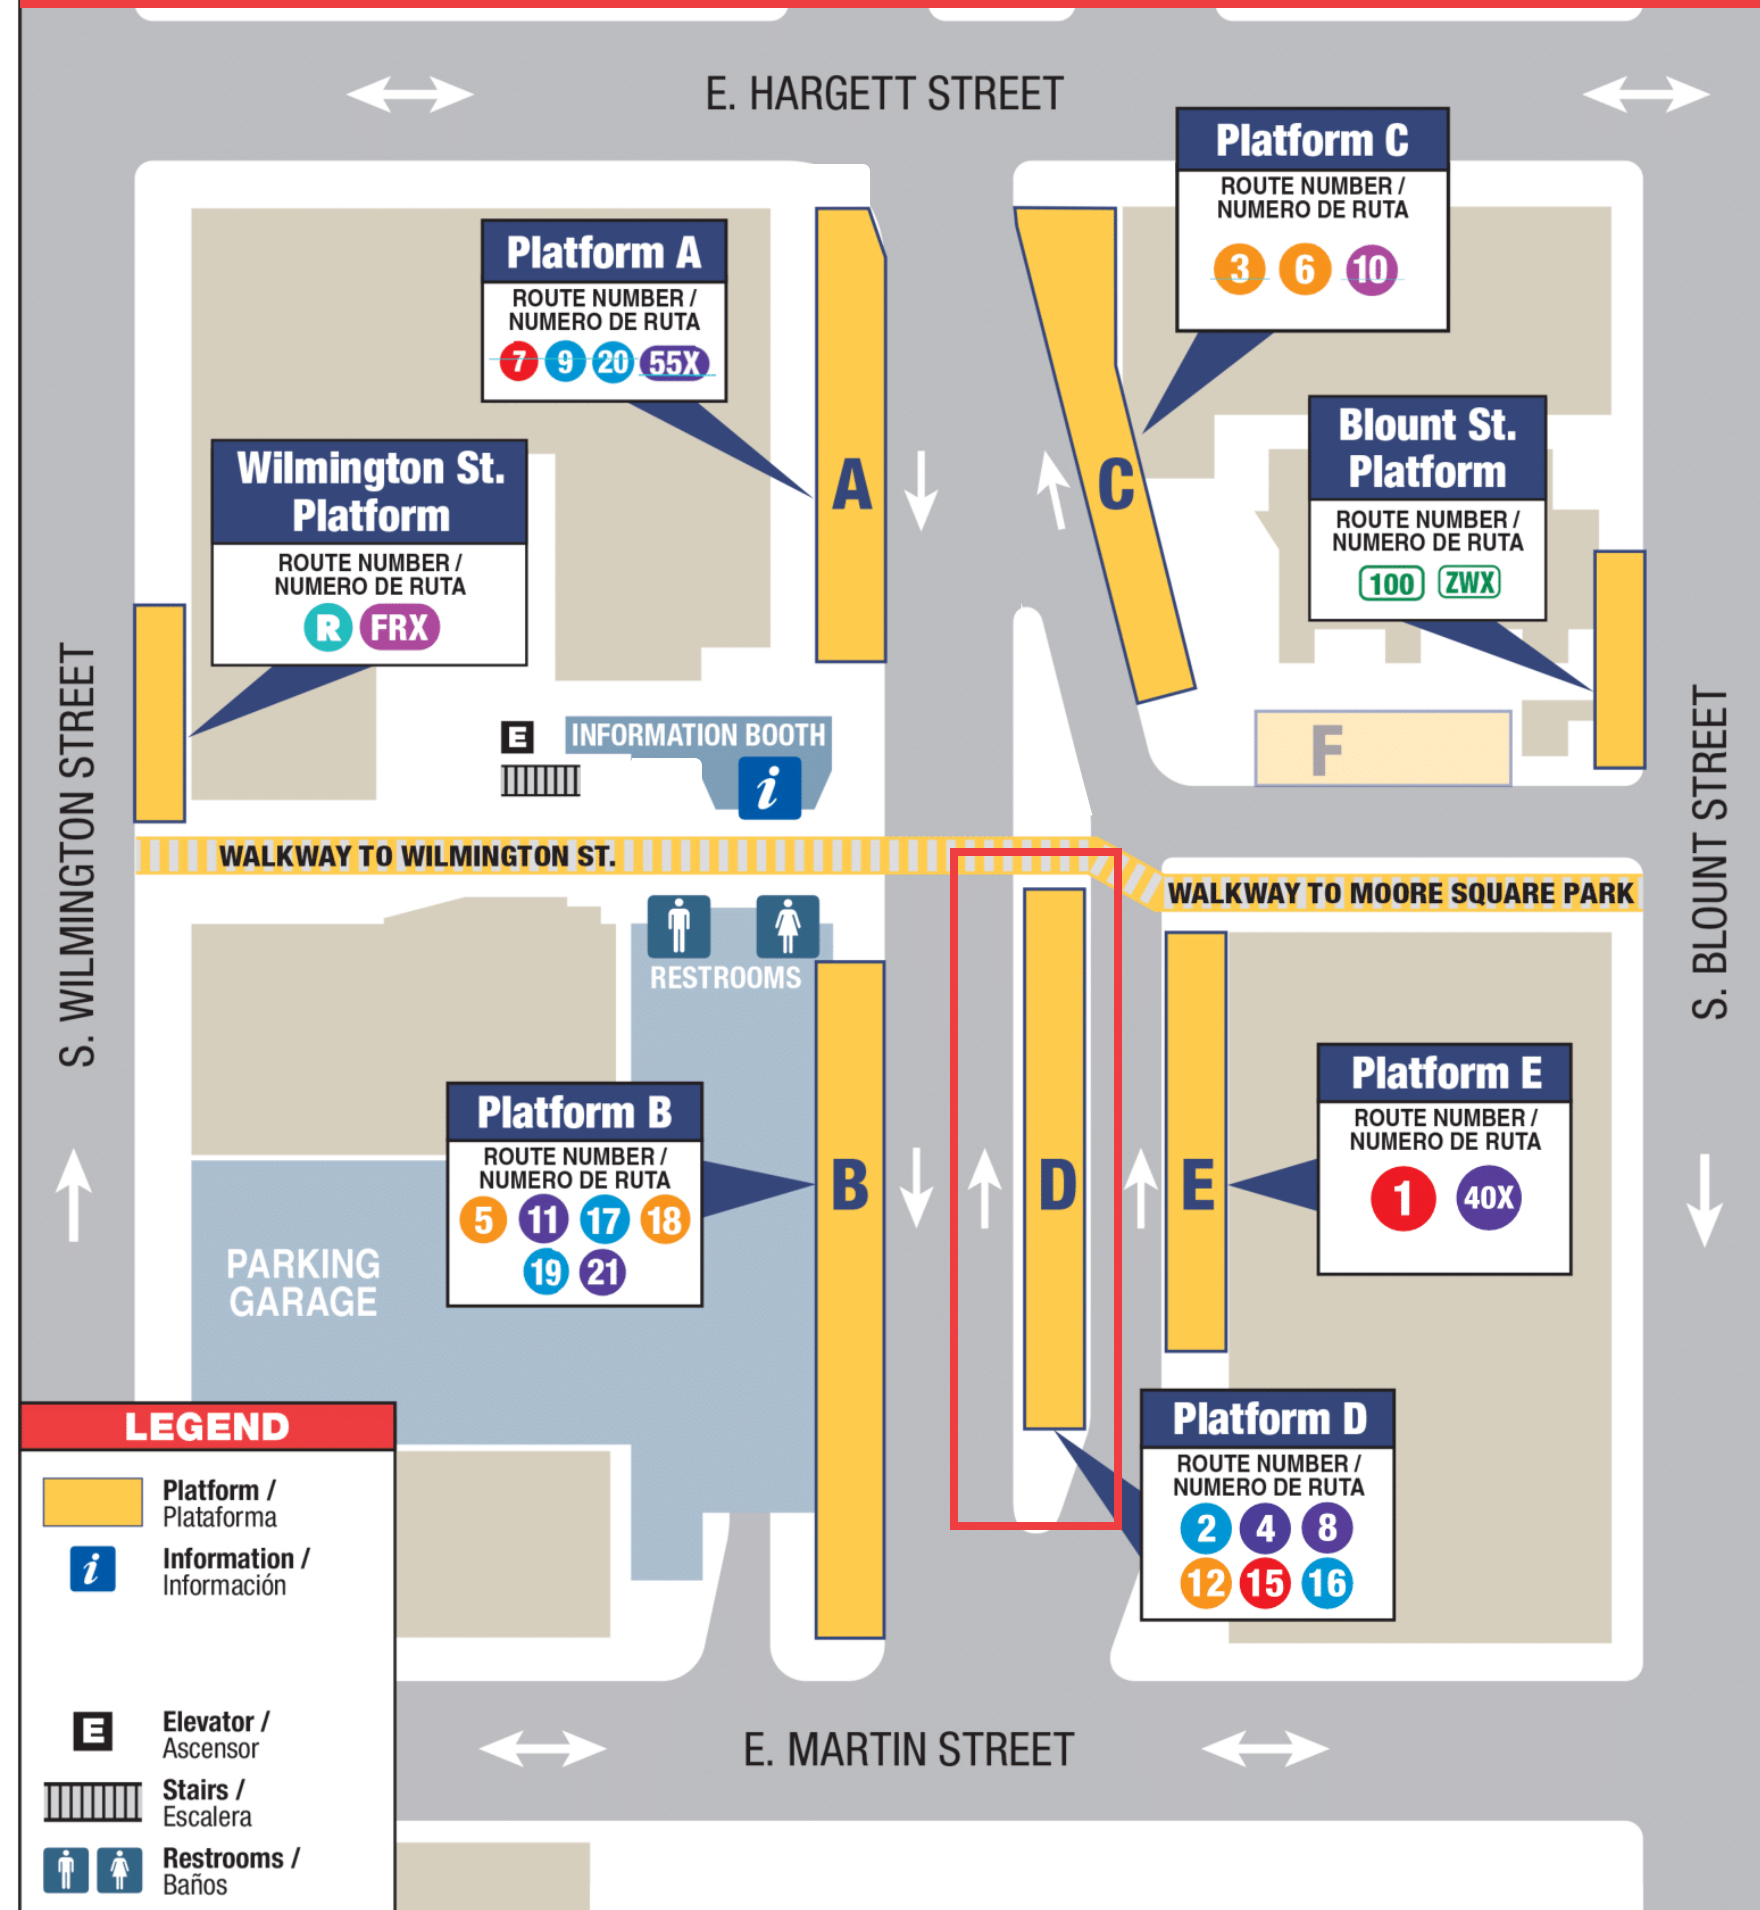 E. HARGETT STREET
Platform C
ROUTE NUMBER /
NUMERO DE RUTA
3 6 10
Platform A
ROUTE NUMBER /
NUMERO DE RUTA
7 9 20 55X
A
C
Blount St.
Platform
ROUTE NUMBER /
NUMERO DE RUTA
100 ZWX
Wilmington St.
Platform
ROUTE NUMBER /
NUMERO DE RUTA
R FRX
S. WILMINGTON STREET
S. BLOUNT STREET
E
INFORMATION BOOTH
i
F
WALKWAY TO WILMINGTON ST.
WALKWAY TO MOORE SQUARE PARK
RESTROOMS
Platform B
ROUTE NUMBER /
NUMERO DE RUTA
5 11 17 18
19 21
B
D
E
Platform E
ROUTE NUMBER /
NUMERO DE RUTA
1 40X
PARKING
GARAGE
Platform D
ROUTE NUMBER /
NUMERO DE RUTA
2 4 8
12 15 16
LEGEND
Platform /
Plataforma
i
Information /
Información
E
Elevator /
Ascensor
Stairs /
Escalera
Restrooms /
Baños
E. MARTIN STREET